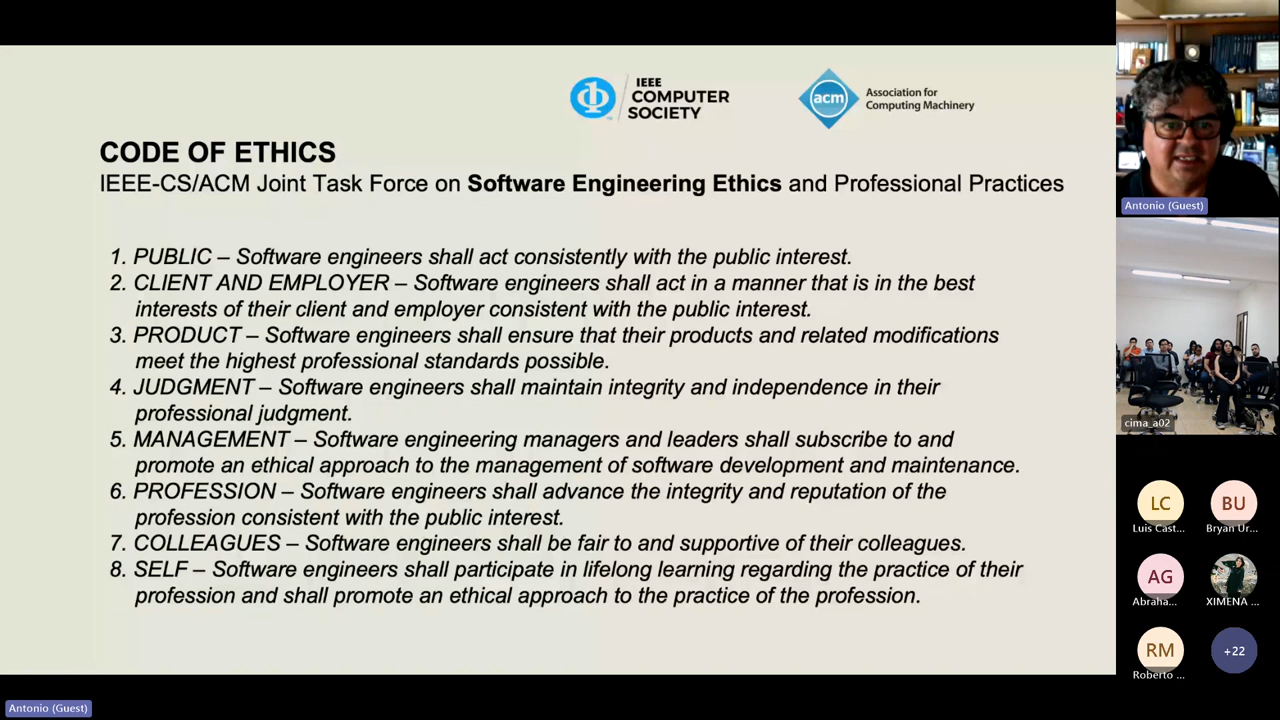 IEEE
COMPUTER
SOCIETY
acm
Association for
Computing Machinery
CODE OF ETHICS
IEEE-CS/ACM Joint Task Force on Software Engineering Ethics and Professional Practices
1. PUBLIC – Software engineers shall act consistently with the public interest.
2. CLIENT AND EMPLOYER – Software engineers shall act in a manner that is in the best
interests of their client and employer consistent with the public interest.
3. PRODUCT – Software engineers shall ensure that their products and related modifications
meet the highest professional standards possible.
4. JUDGMENT – Software engineers shall maintain integrity and independence in their
professional judgment.
5. MANAGEMENT – Software engineering managers and leaders shall subscribe to and
promote an ethical approach to the management of software development and maintenance.
6. PROFESSION – Software engineers shall advance the integrity and reputation of the
profession consistent with the public interest.
7. COLLEAGUES – Software engineers shall be fair to and supportive of their colleagues.
8. SELF – Software engineers shall participate in lifelong learning regarding the practice of their
profession and shall promote an ethical approach to the practice of the profession.
Antonio (Guest)
Antonio (Guest)
cima_a02
LC
Luis Cast...
BU
Bryan Ur...
AG
Abraha...
XIMENA ...
RM
Roberto ...
+22